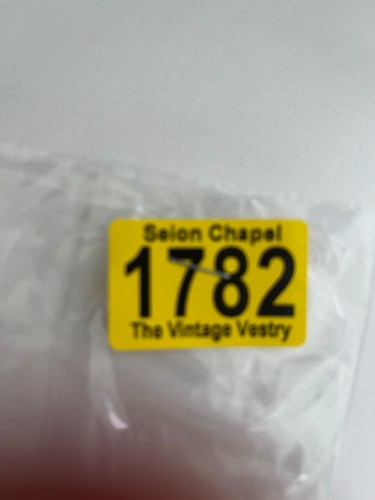 Seion Chapel
1782
The Vintage Vestry